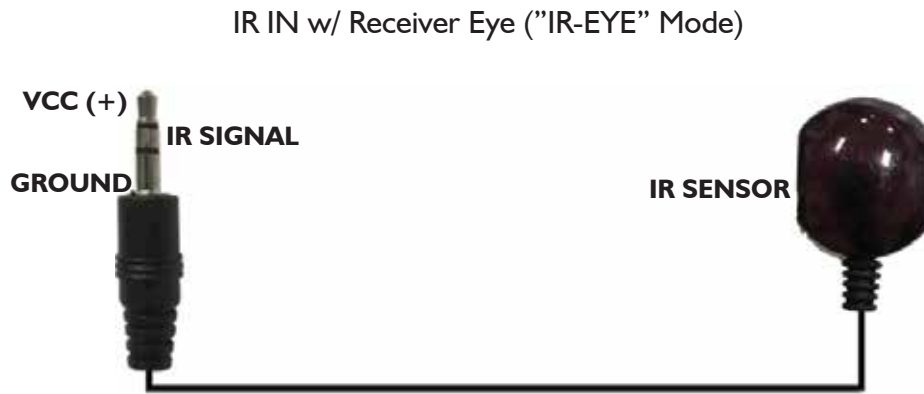 IR IN w/ Receiver Eye ("IR-EYE” Mode)
VCC (+)
IR SIGNAL
GROUND
IR SENSOR